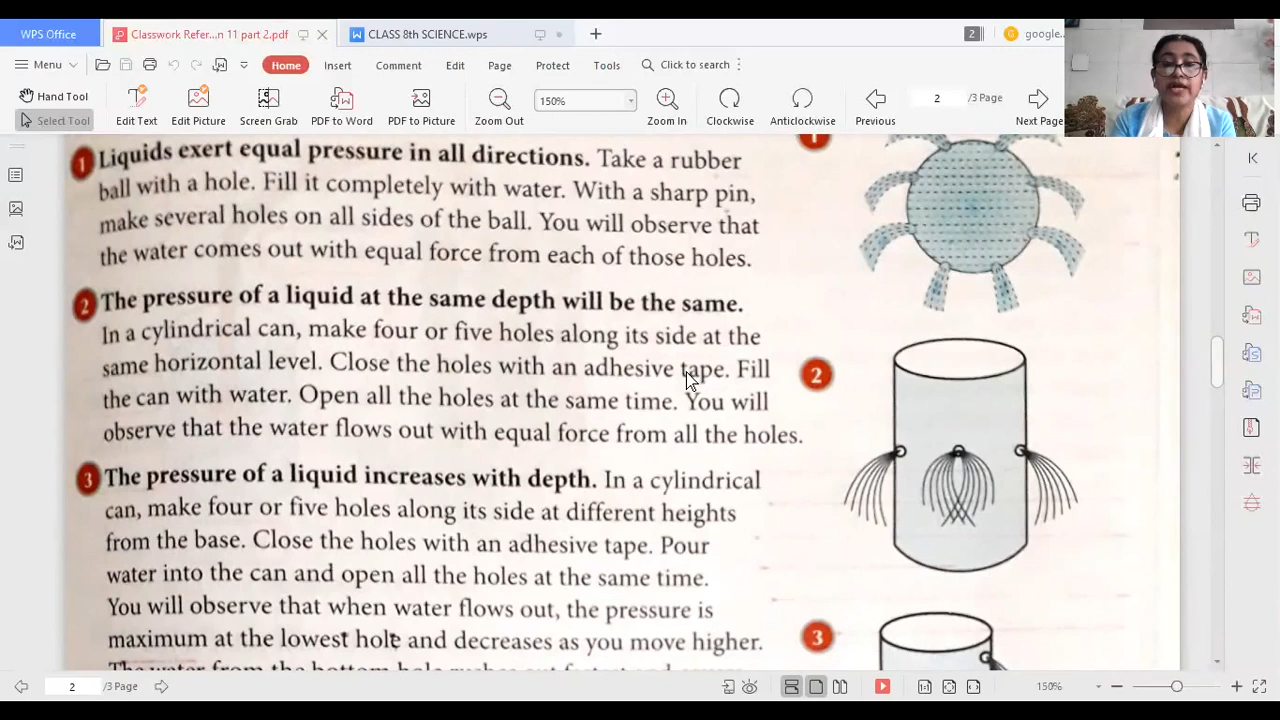 WPS Office
Classwork Refer...n 11 part 2.pdf
CLASS 8th SCIENCE.wps
2
google.
Menu
Home
Insert
Comment
Edit
Page
Protect
Tools
Click to search
Hand Tool
Select Tool
Edit Text
Edit Picture
Screen Grab
PDF to Word
PDF to Picture
Zoom Out
150%
Zoom In
Clockwise
Anticlockwise
Previous
2
/3 Page
Next Page
1 Liquids exert equal pressure in all directions. Take a rubber
ball with a hole. Fill it completely with water. With a sharp pin,
make several holes on all sides of the ball. You will observe that
the water comes out with equal force from each of those holes.
1
2 The pressure of a liquid at the same depth will be the same.
In a cylindrical can, make four or five holes along its side at the
same horizontal level. Close the holes with an adhesive tape. Fill
the can with water. Open all the holes at the same time. You will
observe that the water flows out with equal force from all the holes.
2
3 The pressure of a liquid increases with depth. In a cylindrical
can, make four or five holes along its side at different heights
from the base. Close the holes with an adhesive tape. Pour
water into the can and open all the holes at the same time.
You will observe that when water flows out, the pressure is
maximum at the lowest hole and decreases as you move higher.
The water from the bottom hole
3
2
/3 Page
150%